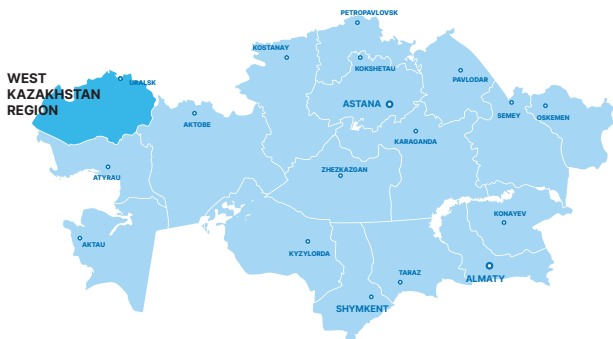 PETROPAVLOVSK
KOSTANAY
KOKSHETAU
PAVLODAR
WEST
KAZAKHSTAN
REGION
URALSK
ASTANA
SEMEY
OSKEMEN
AKTOBE
KARAGANDA
ZHEZKAZGAN
ATYRAU
KONAYEV
AKTAU
KYZYLORDA
TARAZ
ALMATY
SHYMKENT